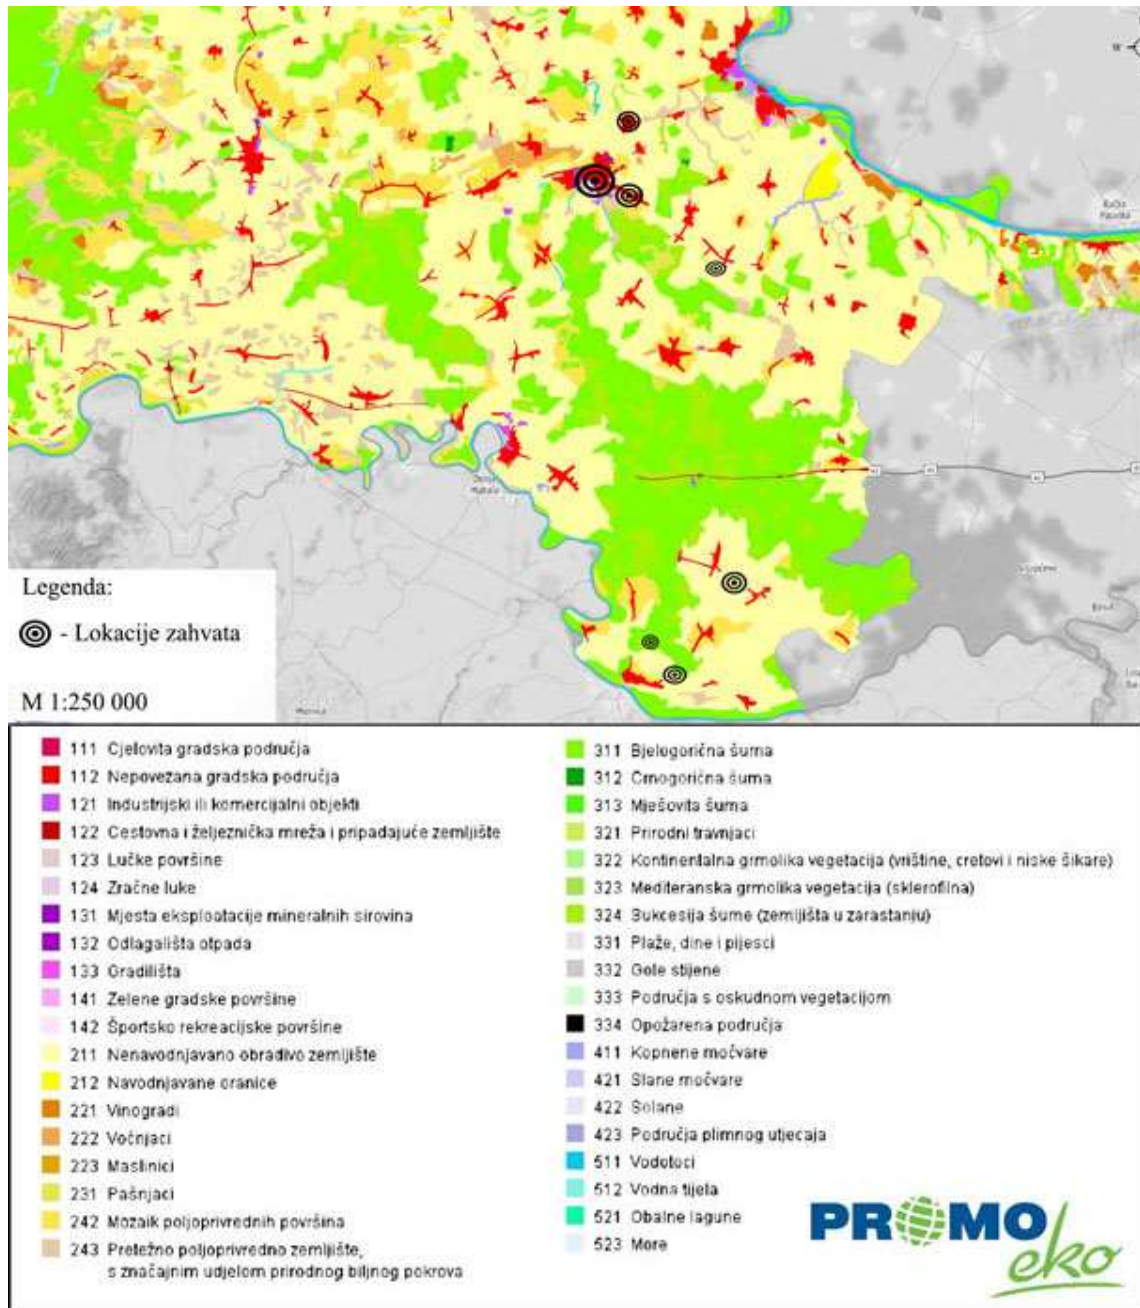 W
Bačka
Palanka
Donja
Mahala
Legenda:
- Lokacije zahvata
M 1:250 000
111 Cjelovita gradska područja
112 Nepovezana gradska područja
121 Industrijski ili komercijalni objekti
122 Cestovna i željeznička mreža i pripadajuće zemljište
123 Lučke površine
124 Zračne luke
131 Mjesta eksploatacije mineralnih sirovina
132 Odlagališta otpada
133 Gradilišta
141 Zelene gradske površine
142 Športsko rekreacijske površine
211 Nenavodnjavano obradivo zemljište
212 Navodnjavane oranice
221 Vinogradi
222 Voćnjaci
223 Maslinici
231 Pašnjaci
242 Mozaik poljoprivrednih površina
243 Pretežno poljoprivredno zemljište,
s značajnim udjelom prirodnog biljnog pokrova
311 Bjelogorična šuma
312 Crnogorična šuma
313 Mješovita šuma
321 Prirodni travnjaci
322 Kontinentalna grmolika vegetacija (vrištine, cretovi i niske šikare)
323 Mediteranska grmolika vegetacija (sklerofilna)
324 Sukcesija šume (zemljišta u zarastanju)
331 Plaže, dine i pijesci
332 Gole stijene
333 Područja s oskudnom vegetacijom
334 Opožarena područja
411 Kopnene močvare
421 Slane močvare
422 Solane
423 Područja plimnog utjecaja
511 Vodotoci
512 Vodna tijela
521 Obalne lagune
523 More
PROMO
eko